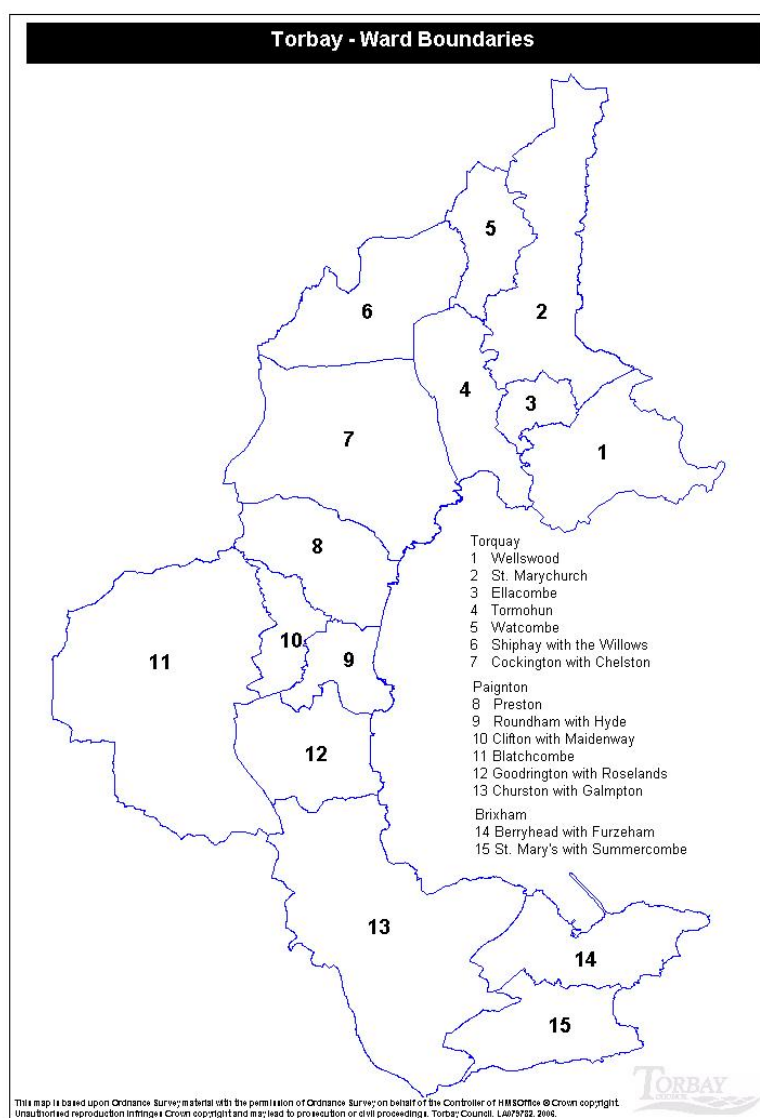 Torbay - Ward Boundaries
5
6
2
4
3
7
1
8
10
9
11
12
13
14
15
Torquay
1 Wellswood
2 St. Marychurch
3 Ellacombe
4 Tormohun
5 Watcombe
6 Shiphay with the Willows
7 Cockington with Chelston
Paignton
8 Preston
9 Roundham with Hyde
10 Clifton with Maidenway
11 Blatchcombe
12 Goodrington with Roselands
13 Churston with Galmpton
Brixham
14 Berryhead with Furzeham
15 St. Mary's with Summercombe
This map is based upon Ordnance Survey material with the permission of Ordnance Survey on behalf of the Controller of HMSOffice © Crown copyright.
Unauthorised reproduction infringes Crown copyright and may lead to prosecution or civil proceedings. Torbay Council. LA079782. 2006.
TORBAY
COUNCIL